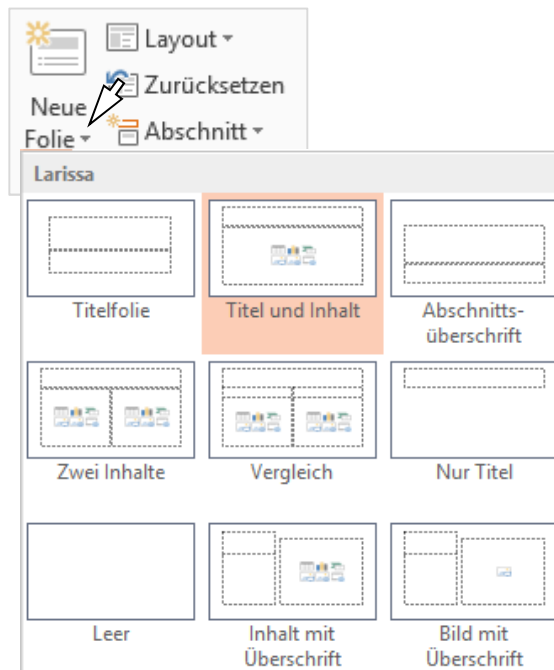 Layout
Zurücksetzen
Neue
Folie
Abschnitt
Larissa
Titelfolie
Titel und Inhalt
Abschnitts-
überschrift
Zwei Inhalte
Vergleich
Nur Titel
Leer
Inhalt mit
Überschrift
Bild mit
Überschrift